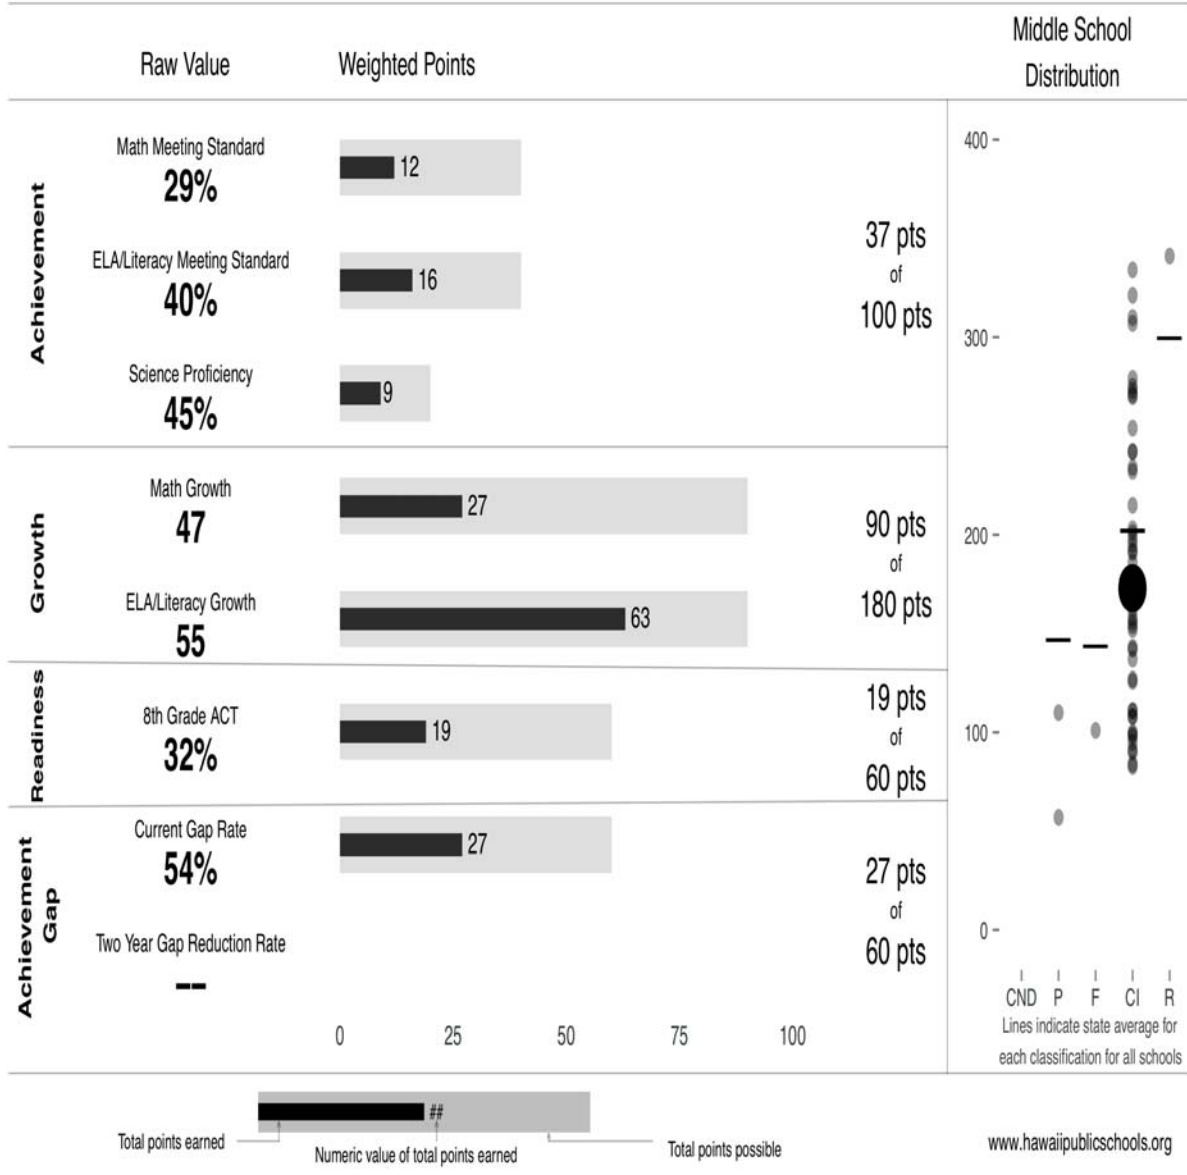 Raw Value
Weighted Points
Middle School
Distribution
Achievement
Math Meeting Standard
29%
12
ELA/Literacy Meeting Standard
40%
16
Science Proficiency
45%
9
37 pts
of
100 pts
Growth
Math Growth
47
27
ELA/Literacy Growth
55
63
90 pts
of
180 pts
Readiness
8th Grade ACT
32%
19
19 pts
of
60 pts
Achievement
Gap
Current Gap Rate
54%
27
Two Year Gap Reduction Rate
--
27 pts
of
60 pts
0 25 50 75 100
400
300
200
100
0
CND P F CI R
Lines indicate state average for
each classification for all schools
##
Total points earned
Numeric value of total points earned
Total points possible
www.hawaiipublicschools.org